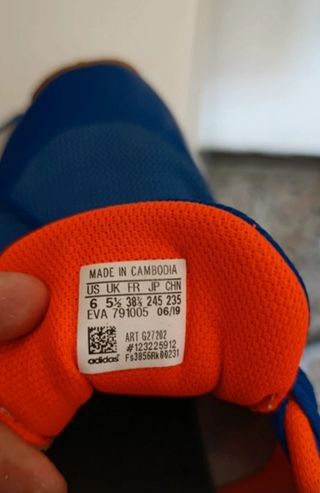 MADE IN CAMBODIA
US UK FR JP CHN
6 5½ 38⅔ 245 235
EVA 791005 06/19
ART G27202
#123225912
adidas Fs3856Rk00231